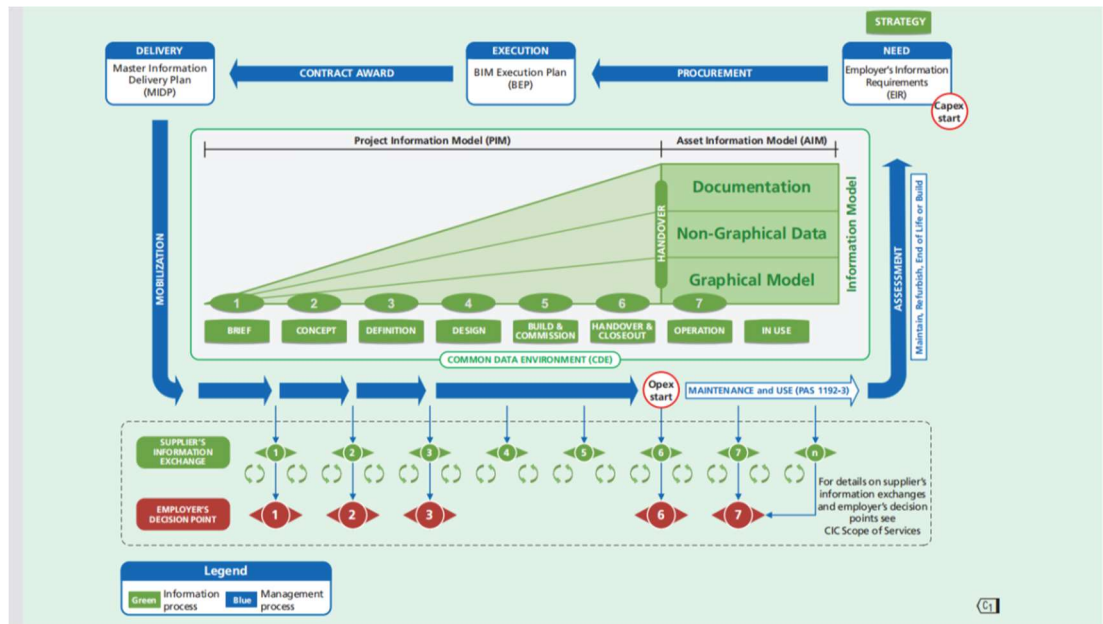 STRATEGY
DELIVERY
Master Information
Delivery Plan
(MIDP)
CONTRACT AWARD
EXECUTION
BIM Execution Plan
(BEP)
PROCUREMENT
NEED
Employer's Information
Requirements
(EIR)
Capex
start
Project Information Model (PIM)
Asset Information Model (AIM)
MOBILIZATION
HANDOVER
Documentation
Non-Graphical Data
Graphical Model
Information Model
ASSESSMENT
Maintain, Refurbish, End of Life or Build
1
2
3
4
5
6
7
BRIEF
CONCEPT
DEFINITION
DESIGN
BUILD &
COMMISSION
HANDOVER &
CLOSEOUT
OPERATION
IN USE
COMMON DATA ENVIRONMENT (CDE)
Opex
start
MAINTENANCE and USE (PAS 1192-3)
SUPPLIER'S
INFORMATION
EXCHANGE
1
2
3
4
5
6
7
n
EMPLOYER'S
DECISION POINT
1
2
3
6
7
For details on supplier's
information exchanges
and employer's decision
points see
CIC Scope of Services
Legend
Green
Information
process
Blue
Management
process
C1